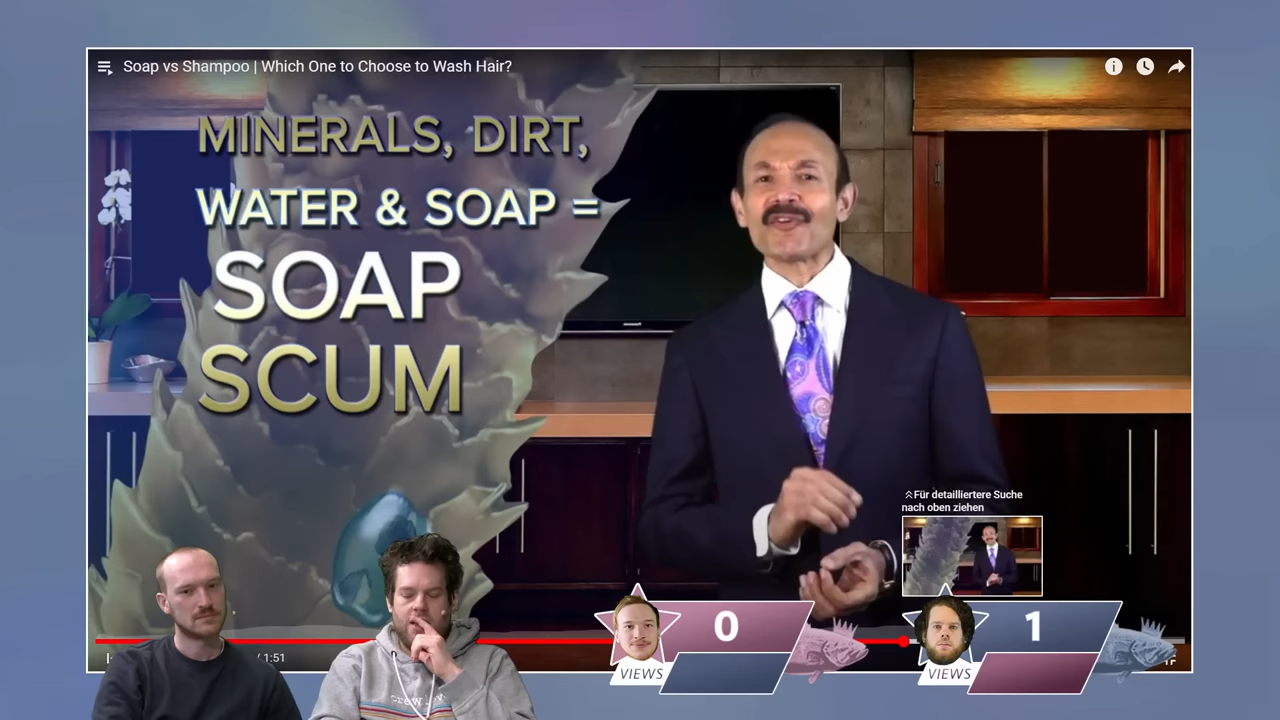 Soap vs Shampoo | Which One to Choose to Wash Hair?
MINERALS, DIRT,
WATER & SOAP =
SOAP
SCUM
Für detailliertere Suche
nach oben ziehen
/ 1:51
0
VIEWS
1
VIEWS